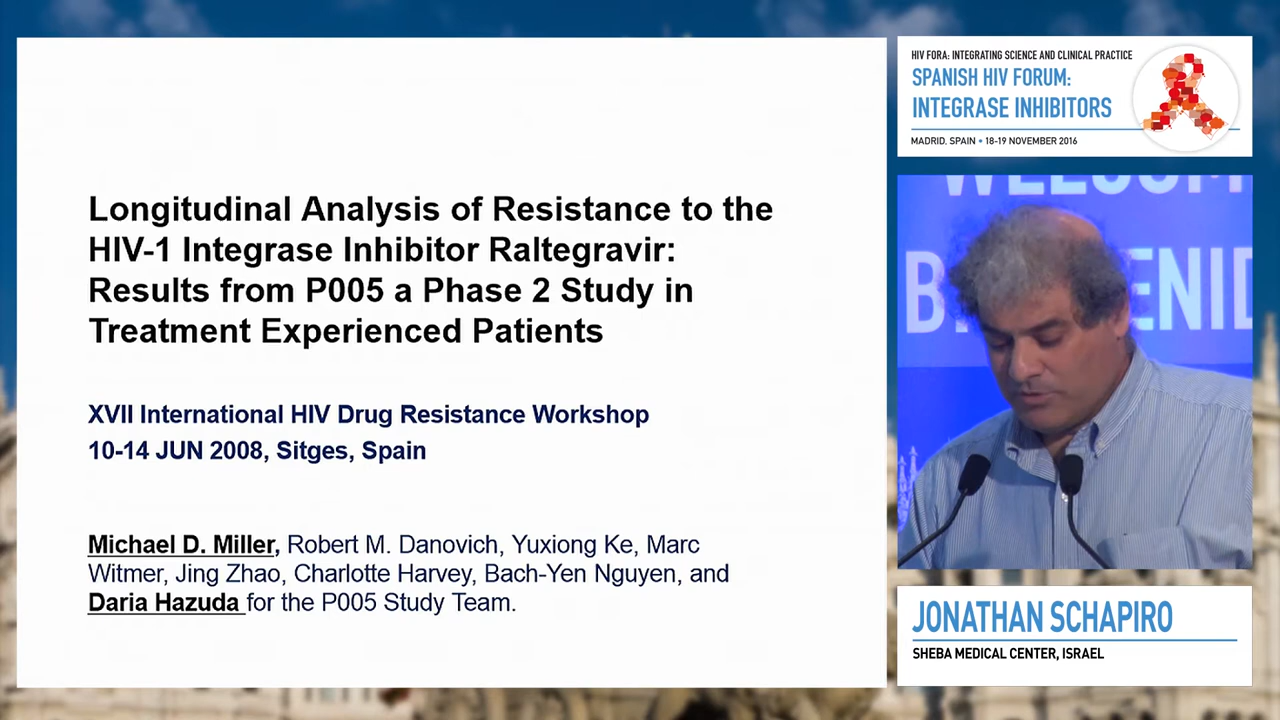 Longitudinal Analysis of Resistance to the
HIV-1 Integrase Inhibitor Raltegravir:
Results from P005 a Phase 2 Study in
Treatment Experienced Patients
XVII International HIV Drug Resistance Workshop
10-14 JUN 2008, Sitges, Spain
Michael D. Miller, Robert M. Danovich, Yuxiong Ke, Marc
Witmer, Jing Zhao, Charlotte Harvey, Bach-Yen Nguyen, and
Daria Hazuda for the P005 Study Team.
HIV FORA: INTEGRATING SCIENCE AND CLINICAL PRACTICE
SPANISH HIV FORUM:
INTEGRASE INHIBITORS
MADRID, SPAIN • 18-19 NOVEMBER 2016
JONATHAN SCHAPIRO
SHEBA MEDICAL CENTER, ISRAEL